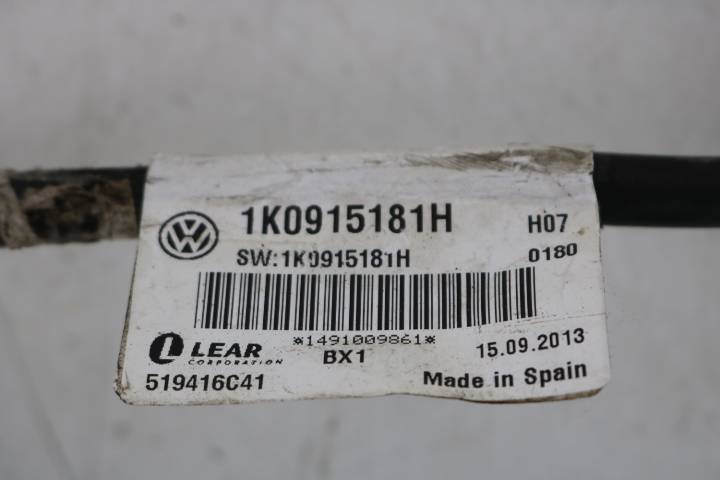 1K0915181H H07
SW:1K0915181H 0180
*1491009861*
LEAR BX1 15.09.2013
CORPORATION
519416C41 Made in Spain